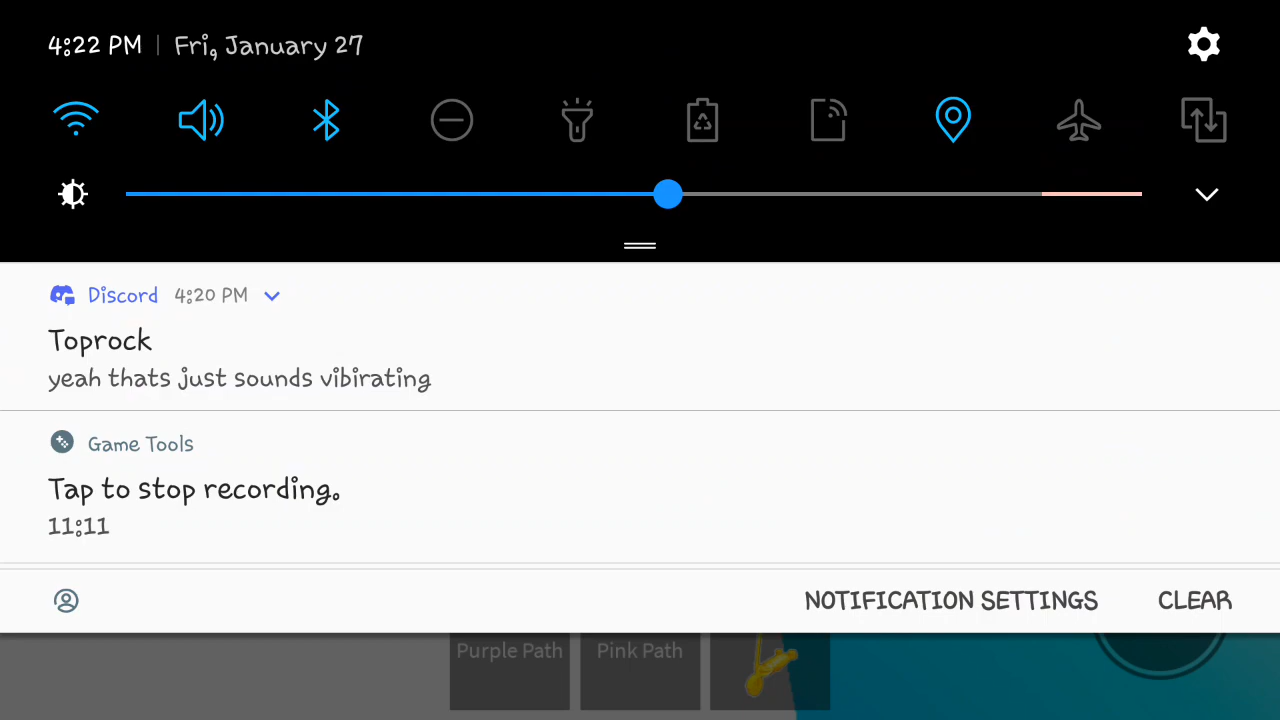 4:22 PM | Fri, January 27
Discord 4:20 PM
Toprock
yeah thats just sounds vibirating
Game Tools
Tap to stop recording.
11:11
NOTIFICATION SETTINGS CLEAR
Purple Path Pink Path